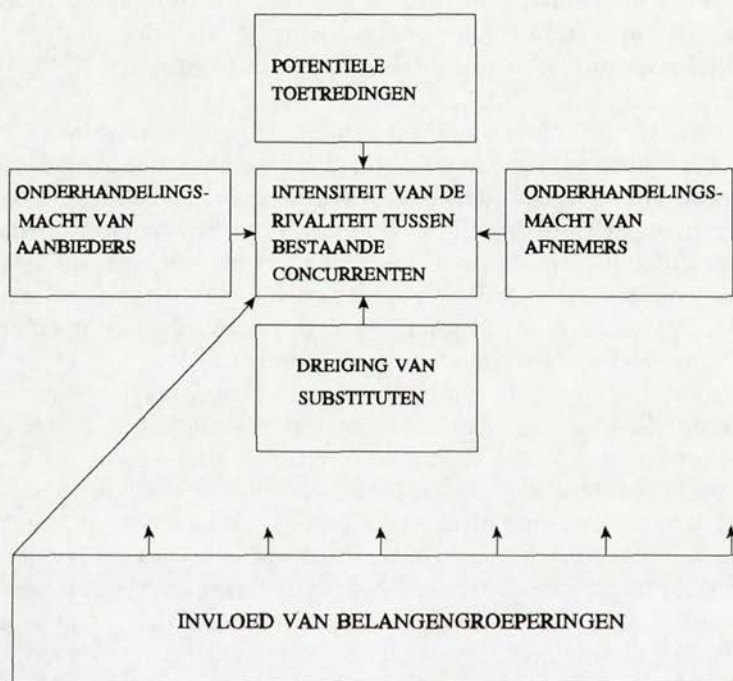 POTENTIELE
TOETREDINGEN
ONDERHANDELINGS-
MACHT VAN
AANBIEDERS
INTENSITEIT VAN DE
RIVALITEIT TUSSEN
BESTAANDE
CONCURRENTEN
ONDERHANDELINGS-
MACHT VAN
AFNEMERS
DREIGING VAN
SUBSTITUTEN
INVLOED VAN BELANGENGROEPERINGEN